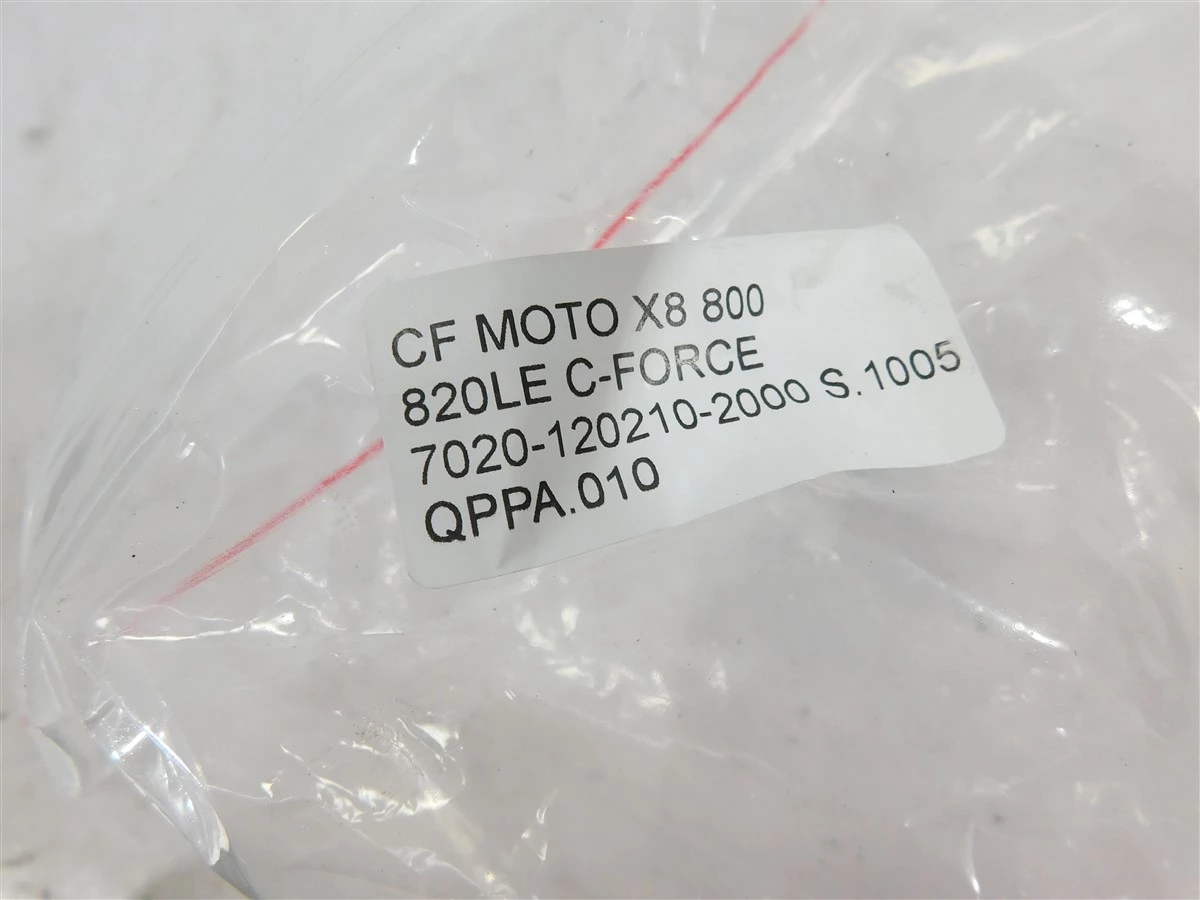 CF MOTO X8 800
820LE C-FORCE
7020-120210-2000 S.1005
QPPA.010